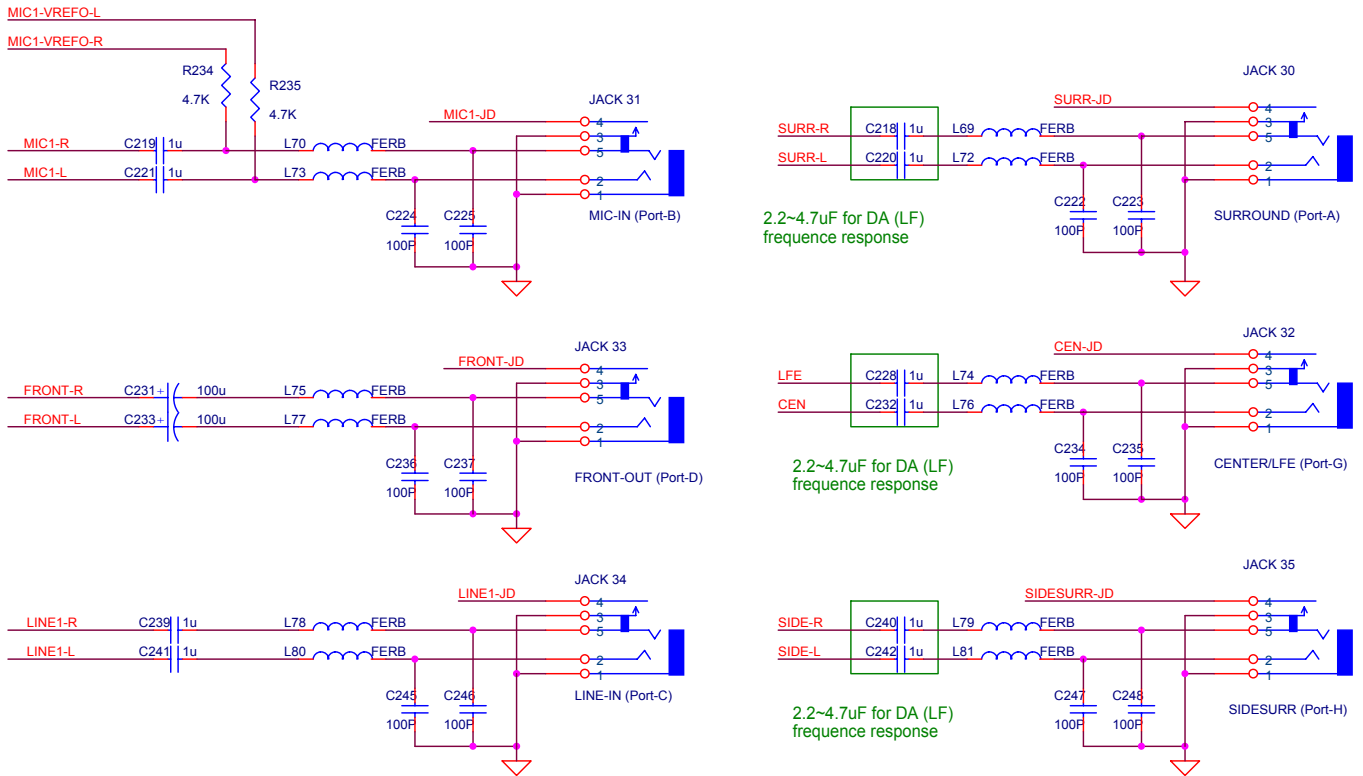 MIC1-VREFO-L
MIC1-VREFO-R
R234
4.7K
R235
4.7K
JACK 31
MIC1-JD
4
3
5
2
1
MIC1-R
C219
1u
L70
FERB
MIC1-L
C221
1u
L73
FERB
C224
100P
C225
100P
MIC-IN (Port-B)
JACK 30
SURR-JD
4
3
5
2
1
SURR-R
C218
1u
L69
FERB
SURR-L
C220
1u
L72
FERB
C222
100P
C223
100P
SURROUND (Port-A)
2.2~4.7uF for DA (LF)
frequence response
JACK 33
FRONT-JD
4
3
5
2
1
FRONT-R
C231
+
100u
L75
FERB
FRONT-L
C233
+
100u
L77
FERB
C236
100P
C237
100P
FRONT-OUT (Port-D)
JACK 32
CEN-JD
4
3
5
2
1
LFE
C228
1u
L74
FERB
CEN
C232
1u
L76
FERB
C234
100P
C235
100P
CENTER/LFE (Port-G)
2.2~4.7uF for DA (LF)
frequence response
JACK 34
LINE1-JD
4
3
5
2
1
LINE1-R
C239
1u
L78
FERB
LINE1-L
C241
1u
L80
FERB
C245
100P
C246
100P
LINE-IN (Port-C)
JACK 35
SIDESURR-JD
4
3
5
2
1
SIDE-R
C240
1u
L79
FERB
SIDE-L
C242
1u
L81
FERB
C247
100P
C248
100P
SIDESURR (Port-H)
2.2~4.7uF for DA (LF)
frequence response